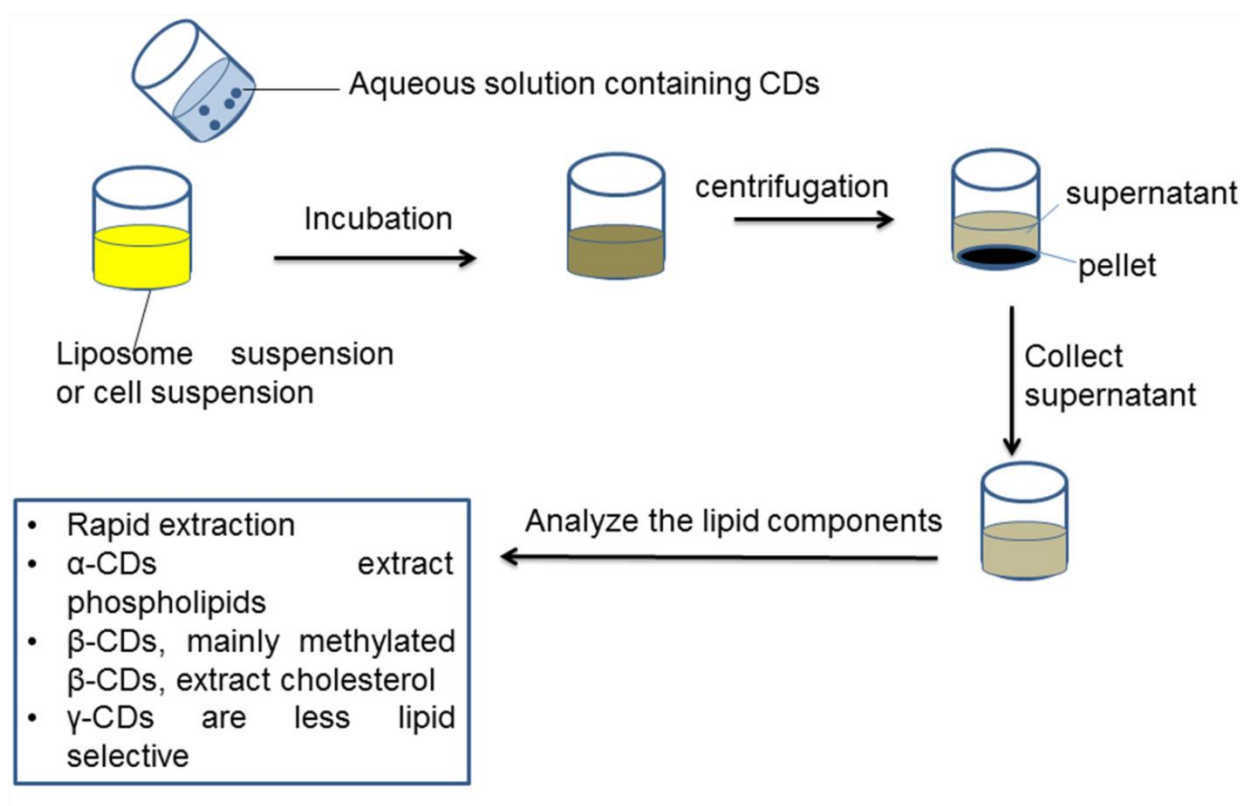 Aqueous solution containing CDs
Incubation
centrifugation
supernatant
pellet
Liposome suspension
or cell suspension
Collect
supernatant
Analyze the lipid components
• Rapid extraction
• α-CDs extract
phospholipids
• β-CDs, mainly methylated
β-CDs, extract cholesterol
• γ-CDs are less lipid
selective